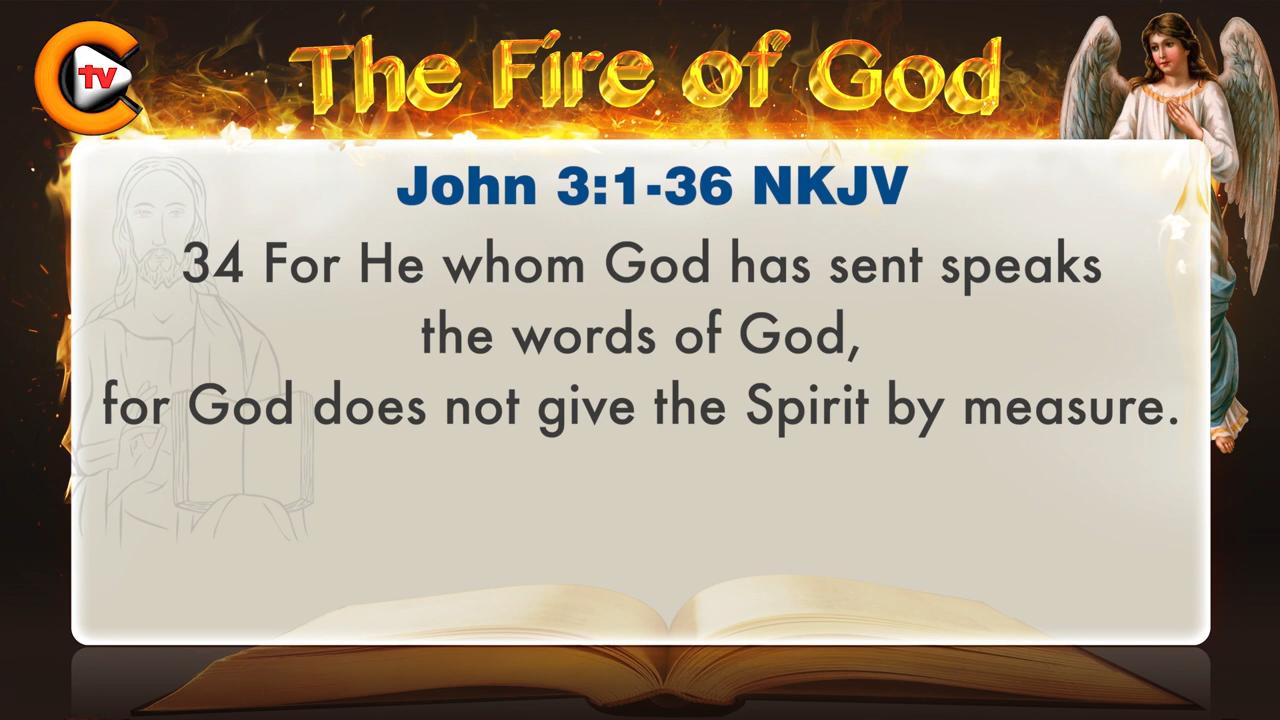 C
tv
The Fire of God
John 3:1-36 NKJV
34 For He whom God has sent speaks
the words of God,
for God does not give the Spirit by measure.